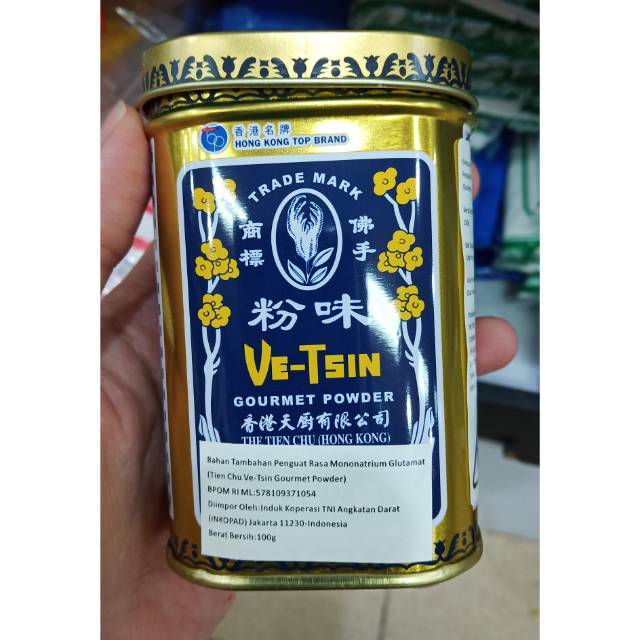 香港名牌
HONG KONG TOP BRAND
TRADE MARK
商標
佛手
粉味
VE-TSIN
GOURMET POWDER
香港天厨有限公司
THE TIEN CHU (HONG KONG)
Bahan Tambahan Penguat Rasa Mononatrium Glutamat
(Tien Chu Ve-Tsin Gourmet Powder)
BPOM RI ML:578109371054
Diimpor Oleh:Induk Koperasi TNI Angkatan Darat
(INKOPAD) Jakarta 11230-Indonesia
Berat Bersih:100g